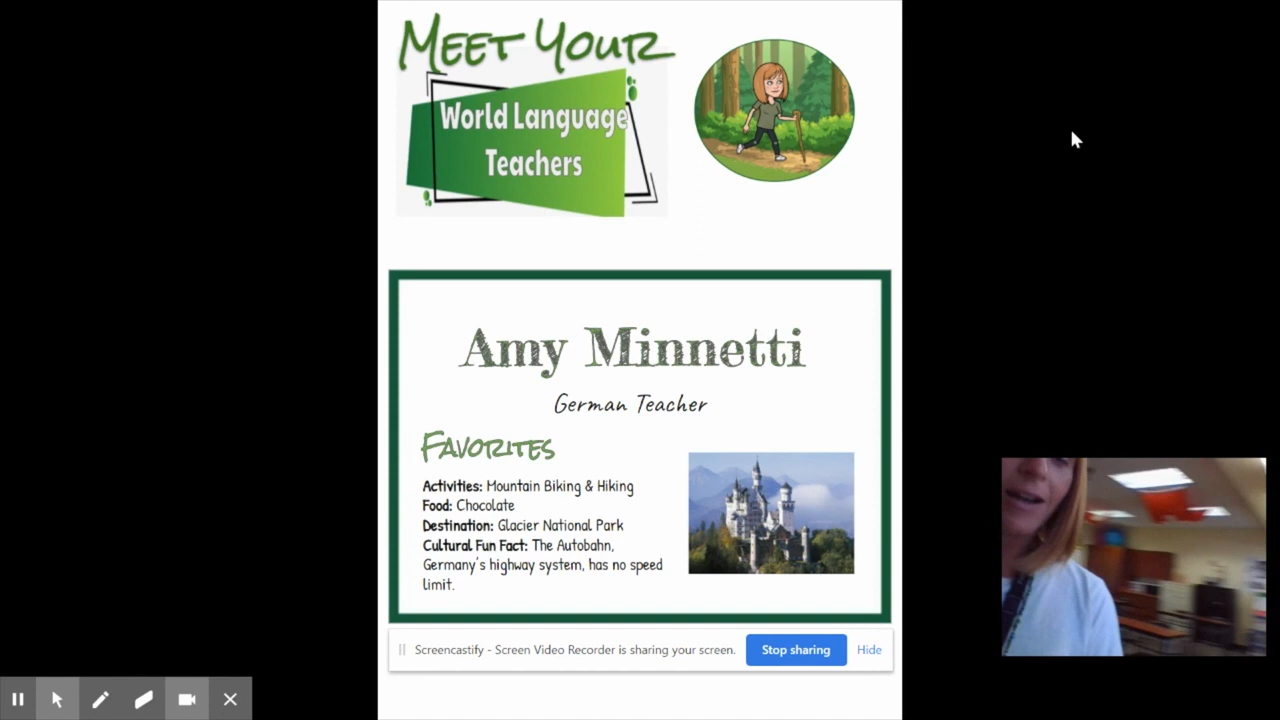 Meet Your
World Language
Teachers
Amy Minnetti
German Teacher
Favorites
Activities: Mountain Biking & Hiking
Food: Chocolate
Destination: Glacier National Park
Cultural Fun Fact: The Autobahn,
Germany's highway system, has no speed
limit.
Screencastify - Screen Video Recorder is sharing your screen.
Stop sharing
Hide